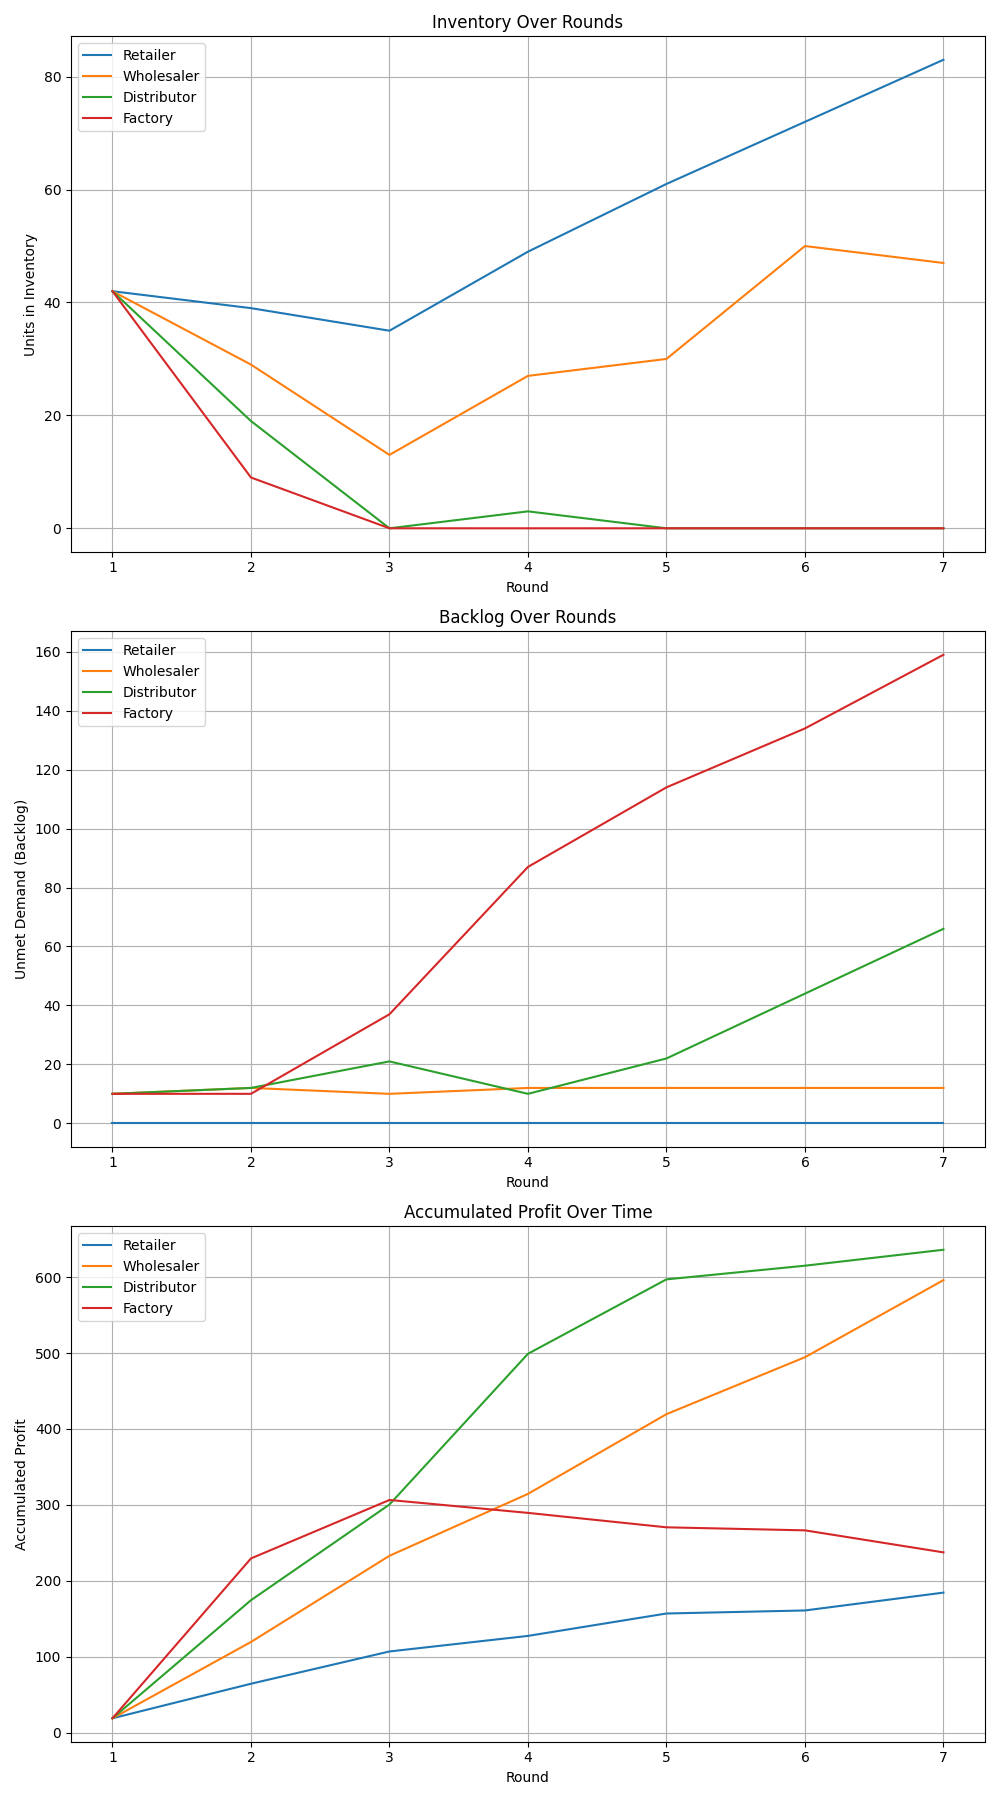 Inventory Over Rounds
Retailer
Wholesaler
Distributor
Factory
Units in Inventory
80
60
40
20
0
1 2 3 4 5 6 7
Round
Backlog Over Rounds
Retailer
Wholesaler
Distributor
Factory
Unmet Demand (Backlog)
160
140
120
100
80
60
40
20
0
1 2 3 4 5 6 7
Round
Accumulated Profit Over Time
Retailer
Wholesaler
Distributor
Factory
Accumulated Profit
600
500
400
300
200
100
0
1 2 3 4 5 6 7
Round